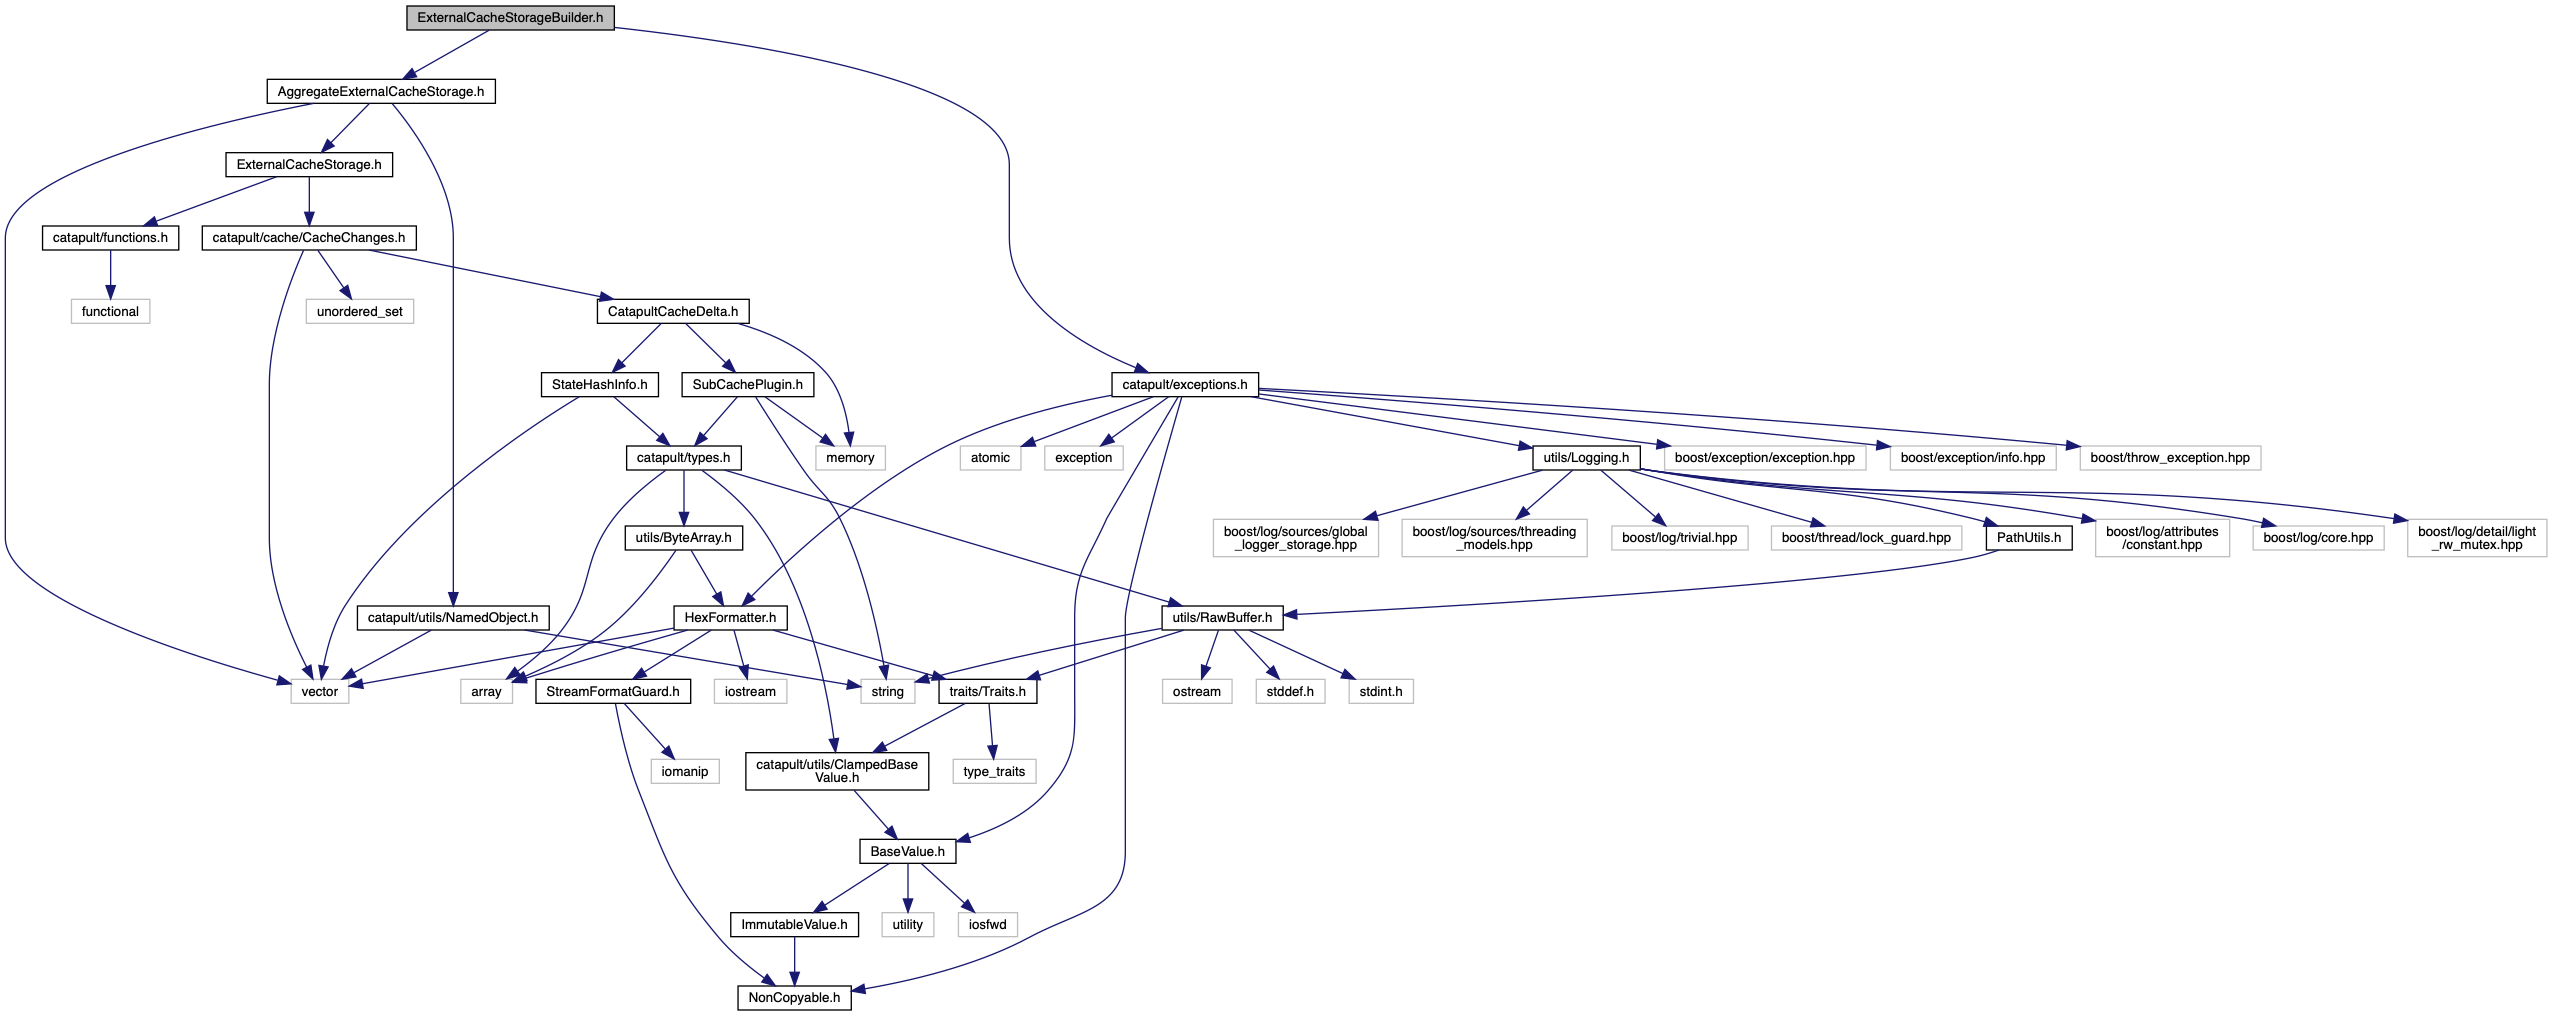 ExternalCacheStorageBuilder.h
AggregateExternalCacheStorage.h
ExternalCacheStorage.h
catapult/functions.h
catapult/cache/CacheChanges.h
functional
unordered_set
CatapultCacheDelta.h
StateHashInfo.h
SubCachePlugin.h
catapult/exceptions.h
catapult/types.h
memory
atomic
exception
utils/Logging.h
boost/exception/exception.hpp
boost/exception/info.hpp
boost/throw_exception.hpp
utils/ByteArray.h
boost/log/sources/global
_logger_storage.hpp
boost/log/sources/threading
_models.hpp
boost/log/trivial.hpp
boost/thread/lock_guard.hpp
PathUtils.h
boost/log/attributes
/constant.hpp
boost/log/core.hpp
boost/log/detail/light
_rw_mutex.hpp
catapult/utils/NamedObject.h
HexFormatter.h
utils/RawBuffer.h
vector
array
StreamFormatGuard.h
iostream
string
traits/Traits.h
ostream
stddef.h
stdint.h
iomanip
catapult/utils/ClampedBase
Value.h
type_traits
BaseValue.h
ImmutableValue.h
utility
iosfwd
NonCopyable.h